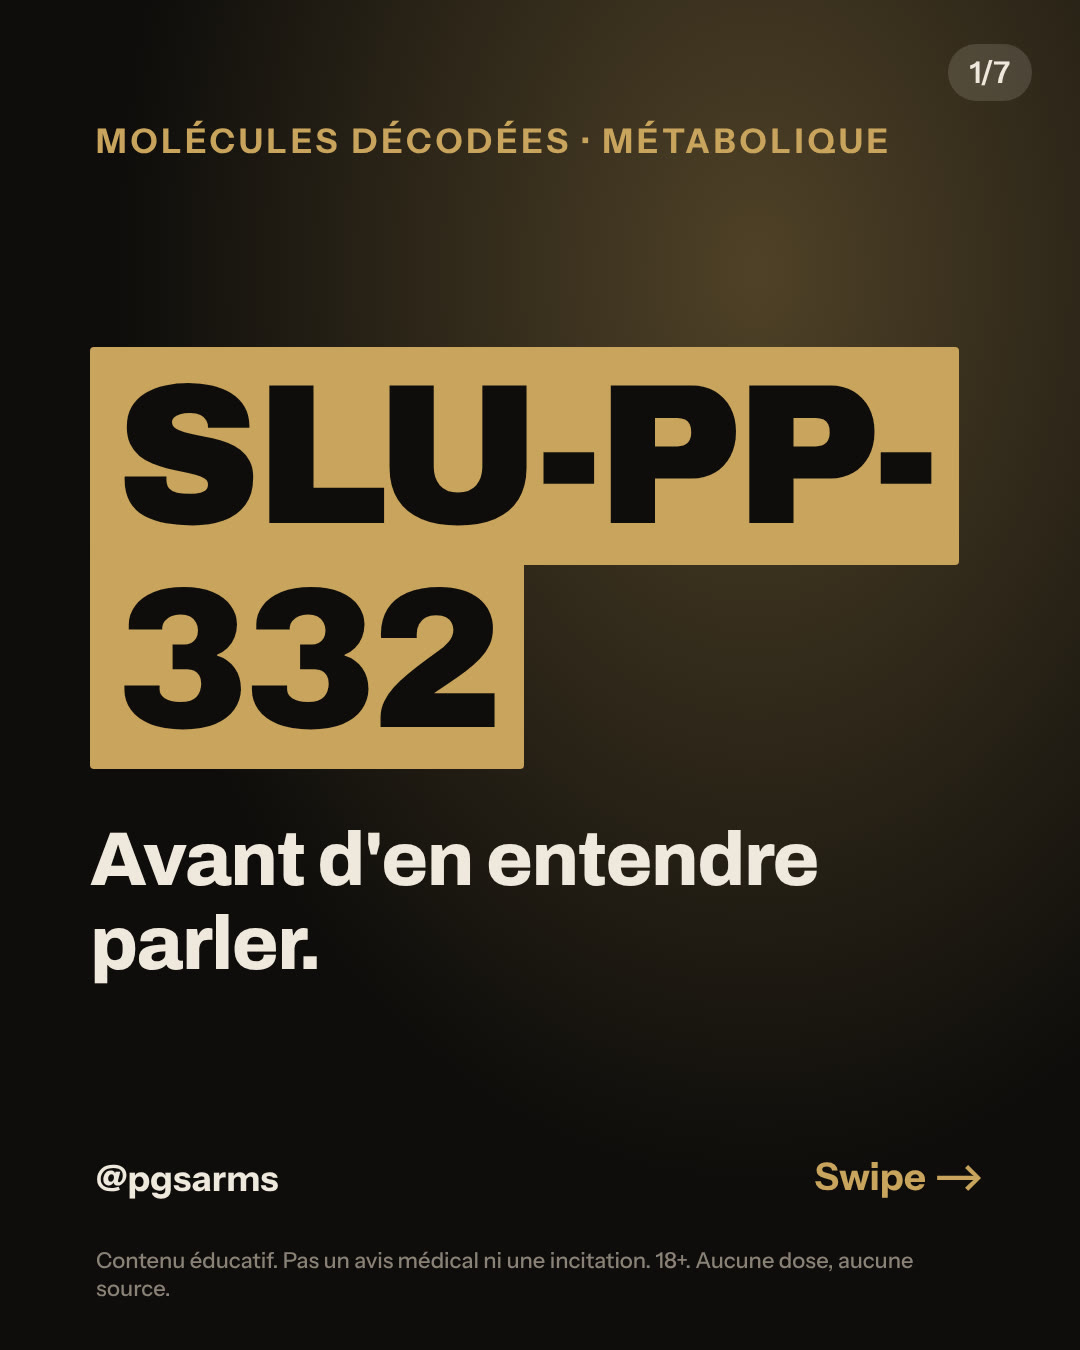 1/7
MOLÉCULES DÉCODÉES · MÉTABOLIQUE
SLU-PP-
332
Avant d'en entendre
parler.
@pgsarms
Swipe →
Contenu éducatif. Pas un avis médical ni une incitation. 18+. Aucune dose, aucune
source.